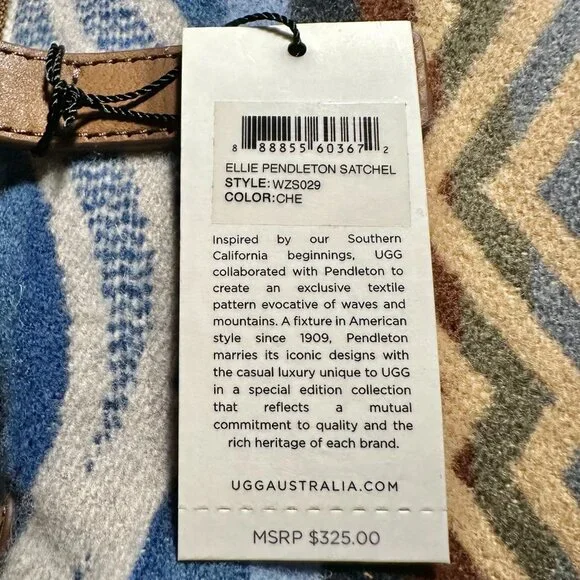 8 88855 60367 2
ELLIE PENDLETON SATCHEL
STYLE:WZS029
COLOR:CHE
Inspired by our Southern
California beginnings, UGG
collaborated with Pendleton to
create an exclusive textile
pattern evocative of waves and
mountains. A fixture in American
style since 1909, Pendleton
marries its iconic designs with
the casual luxury unique to UGG
in a special edition collection
that reflects a mutual
commitment to quality and the
rich heritage of each brand.
UGGAUSTRALIA.COM
MSRP $325.00